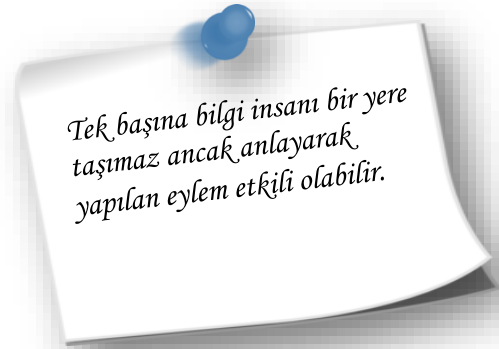 Tek başına bilgi insanı bir yere
taşımaz ancak anlayarak
yapılan eylem etkili olabilir.